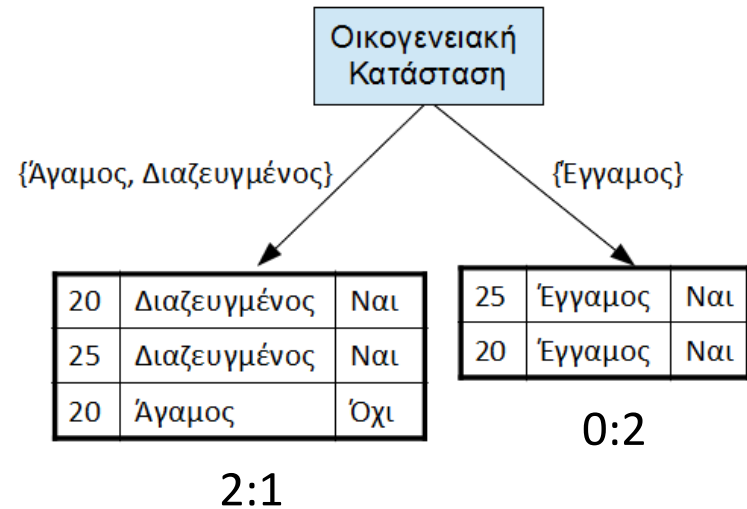 Οικογενειακή
Κατάσταση
{Άγαμος, Διαζευγμένος}
{Έγγαμος}
20 Διαζευγμένος Ναι
25 Διαζευγμένος Ναι
20 Άγαμος Όχι
25 Έγγαμος Ναι
20 Έγγαμος Ναι
2:1
0:2